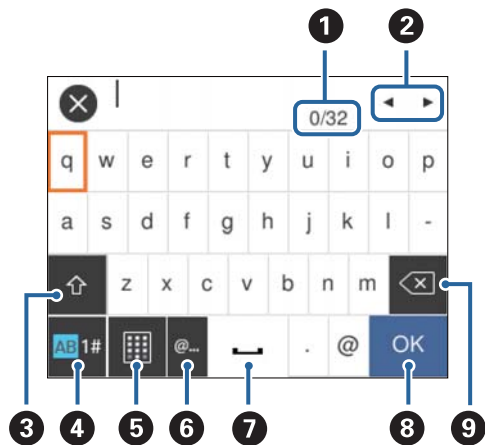 1 2
0/32 ◄ ►
q w e r t y u i o p
a s d f g h j k l -
z x c v b n m
AB 1# @... . @ OK
3 4 5 6 7 8 9